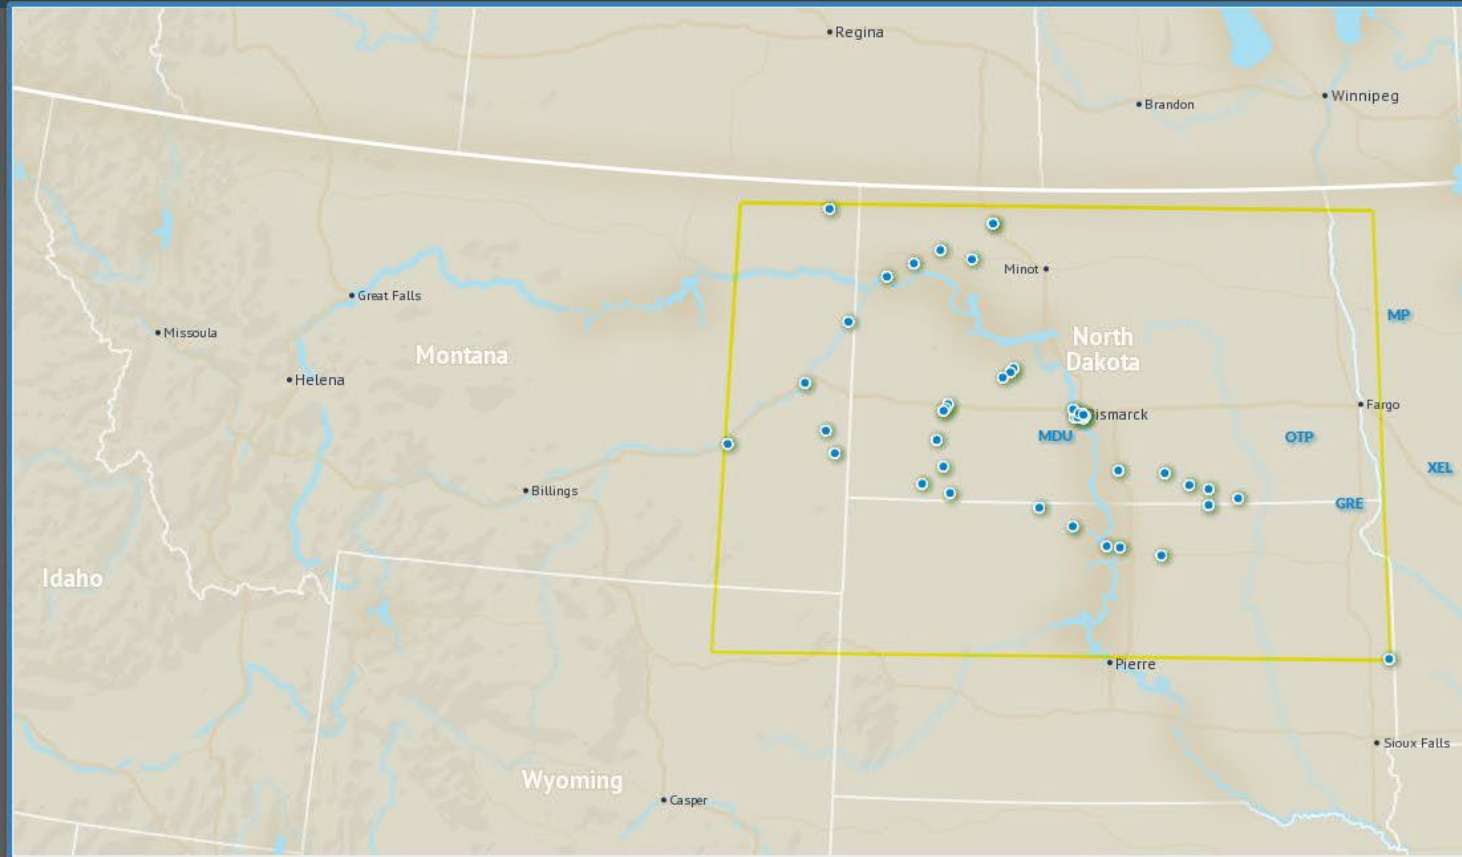 Regina
Winnipeg
Brandon
Minot
Great Falls
MP
Missoula
North
Dakota
Montana
Helena
Fargo
ismarck
MDU
OTP
XEL
Billings
GRE
Idaho
Pierre
Sioux Falls
Wyoming
Casper